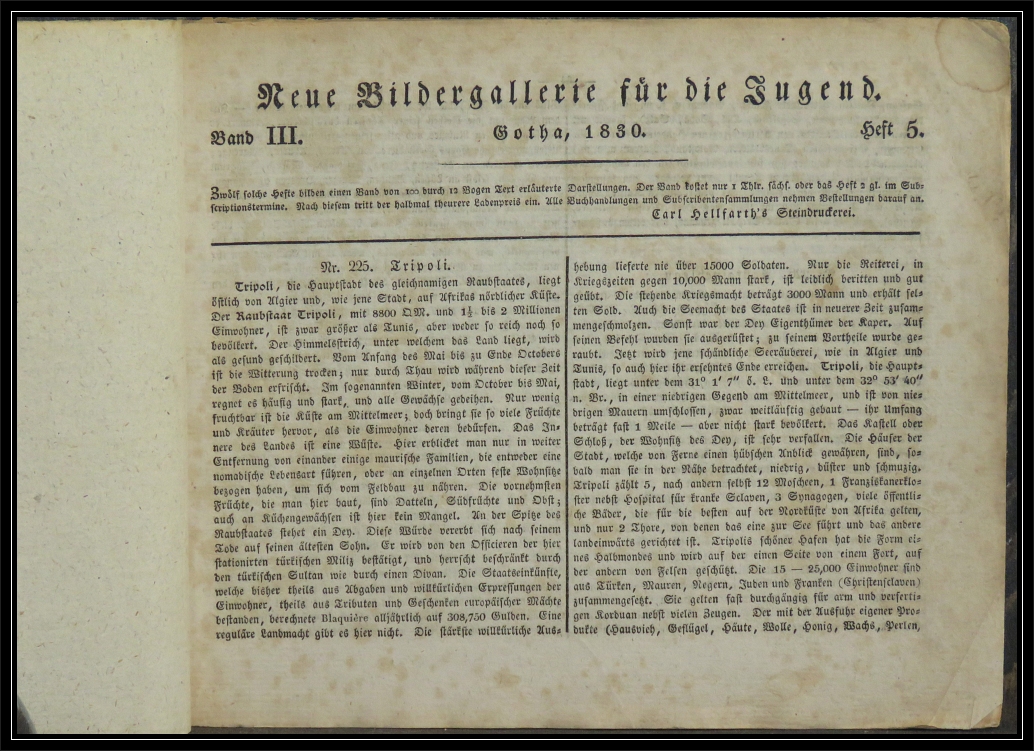 Neue Bildergallerie für die Jugend.
Band III. Gotha, 1830. Heft 5.
Zwölf solche Hefte bilden einen Band von 100 durch 12 Bogen Text erläuterte Darstellungen. Der Band kostet nur 1 Thlr. sächs. oder das Heft 2 gl. im Sub-
scriptionstermine. Nach diesem tritt der halbmal theurere Ladenpreis ein. Alle Buchhandlungen und Subscribentensammlungen nehmen Bestellungen darauf an.
Carl Hellfarth's Steindruckerei.
Nr. 225. Tripoli.
Tripoli, die Hauptstadt des gleichnamigen Raubstaates, liegt
östlich von Algier und, wie jene Stadt, auf Afrikas nördlicher Küste.
Der Raubstaat Tripoli, mit 8800 Q.M. und 1½ bis 2 Millionen
Einwohner, ist zwar größer als Tunis, aber weder so reich noch so
bevölkert. Der Himmelsstrich, unter welchem das Land liegt, wird
als gesund geschildert. Vom Anfang des Mai bis zu Ende Octobers
ist die Witterung trocken; nur durch Thau wird während dieser Zeit
der Boden erfrischt. Im sogenannten Winter, vom October bis Mai,
regnet es häufig und stark, und alle Gewächse gedeihen. Nur wenig
fruchtbar ist die Küste am Mittelmeer; doch bringt sie so viele Früchte
und Kräuter hervor, als die Einwohner deren bedürfen. Das In-
nere des Landes ist eine Wüste. Hier erblicket man nur in weiter
Entfernung von einander einige maurische Familien, die entweder eine
nomadische Lebensart führen, oder an einzelnen Orten feste Wohnsitze
bezogen haben, um sich vom Feldbau zu nähren. Die vornehmsten
Früchte, die man hier baut, sind Datteln, Südfrüchte und Obst;
auch an Küchengewächsen ist hier kein Mangel. An der Spitze des
Raubstaates stehet ein Dey. Diese Würde vererbt sich nach seinem
Tode auf seinen ältesten Sohn. Er wird von den Officieren der hier
stationirten türkischen Miliz bestätigt, und herrscht beschränkt durch
den türkischen Sultan wie durch einen Divan. Die Staatseinkünfte,
welche bisher theils aus Abgaben und willkürlichen Erpressungen der
Einwohner, theils aus Tributen und Geschenken europäischer Mächte
bestanden, berechnete Blaquière alljährlich auf 308,750 Gulden. Eine
reguläre Landmacht gibt es hier nicht. Die stärkste willkürliche Aus-
hebung lieferte nie über 15000 Soldaten. Nur die Reiterei, in
Kriegszeiten gegen 10,000 Mann stark, ist leidlich beritten und gut
geübt. Die stehende Kriegsmacht beträgt 3000 Mann und erhält sel-
ten Sold. Auch die Seemacht des Staates ist in neuerer Zeit zusam-
mengeschmolzen. Sonst war der Dey Eigenthümer der Kaper. Auf
seinen Befehl wurden sie ausgerüstet; zu seinem Vortheile wurde ge-
raubt. Jetzt wird jene schändliche Seeräuberei, wie in Algier und
Tunis, so auch hier ihr ersehntes Ende erreichen. Tripoli, die Haupt-
stadt, liegt unter dem 31° 1′ 7″ ö. L. und unter dem 32° 53′ 40″
n. Br., in einer niedrigen Gegend am Mittelmeer, und ist von nie-
drigen Mauern umschlossen, zwar weitläuftig gebaut — ihr Umfang
beträgt fast 1 Meile — aber nicht stark bevölkert. Das Kastell oder
Schloß, der Wohnsitz des Dey, ist sehr verfallen. Die Häuser der
Stadt, welche von Ferne einen hübschen Anblick gewähren, sind, so-
bald man sie in der Nähe betrachtet, niedrig, düster und schmuzig.
Tripoli zählt 5, nach andern selbst 12 Moscheen, 1 Franziskanerklo-
ster nebst Hospital für kranke Sclaven, 3 Synagogen, viele öffentli-
che Bäder, die für die besten auf der Nordküste von Afrika gelten,
und nur 2 Thore, von denen das eine zur See führt und das andere
landeinwärts gerichtet ist. Tripolis schöner Hafen hat die Form ei-
nes Halbmondes und wird auf der einen Seite von einem Fort, auf
der andern von Felsen geschützt. Die 15 — 25,000 Einwohner sind
aus Türken, Mauren, Negern, Juden und Franken (Christensclaven)
zusammengesetzt. Sie gelten fast durchgängig für arm und verferti-
gen Korduan nebst vielen Zeugen. Der mit der Ausfuhr eigener Pro-
dukte (Hausvieh, Geflügel, Häute, Wolle, Honig, Wachs, Perlen,